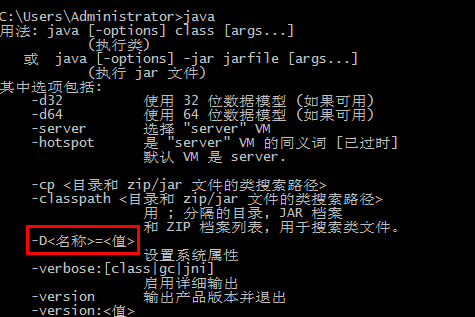 C:\Users\Administrator>java
用法: java [-options] class [args...]
(执行类)
或 java [-options] -jar jarfile [args...]
(执行 jar 文件)
其中选项包括:
-d32 使用 32 位数据模型 (如果可用)
-d64 使用 64 位数据模型 (如果可用)
-server 选择 "server" VM
-hotspot 是 "server" VM 的同义词 [已过时]
默认 VM 是 server.
-cp <目录和 zip/jar 文件的类搜索路径>
-classpath <目录和 zip/jar 文件的类搜索路径>
用 ; 分隔的目录, JAR 档案
和 ZIP 档案列表, 用于搜索类文件。
-D<名称>=<值>
设置系统属性
-verbose:[class|gc|jni]
启用详细输出
-version 输出产品版本并退出
-version:<值>